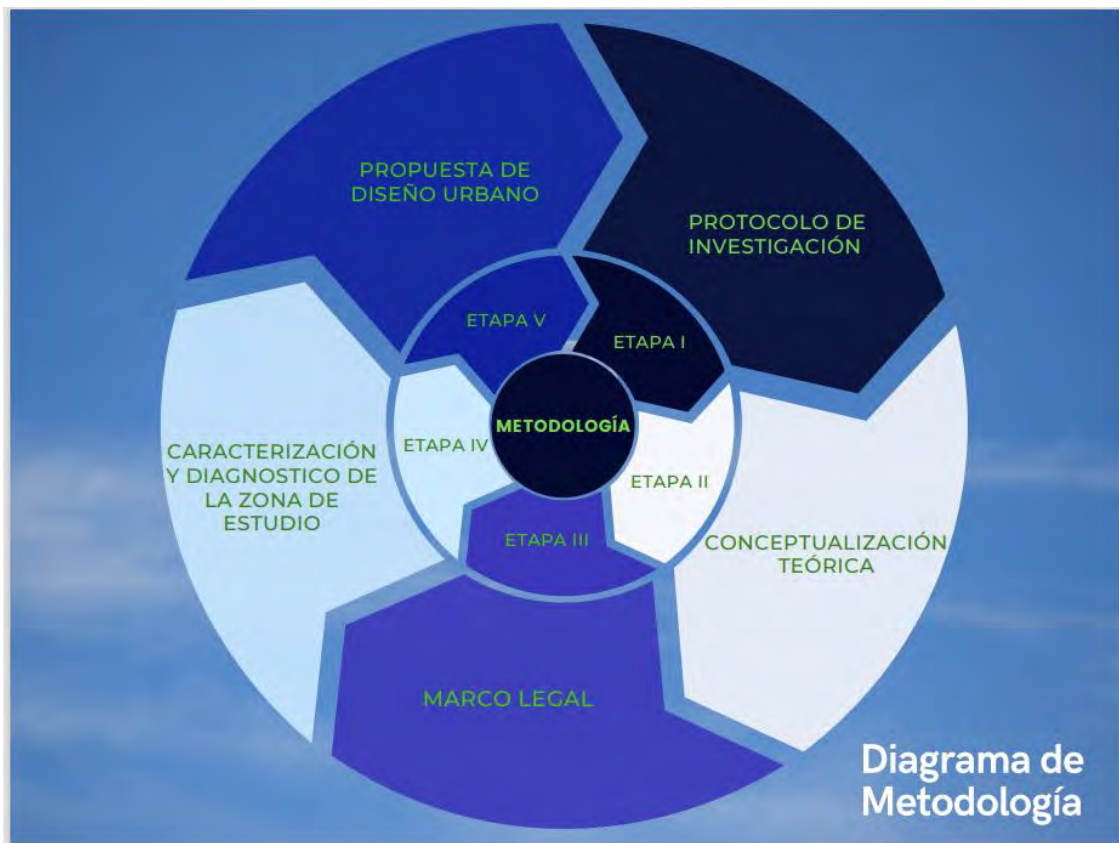 PROPUESTA DE
DISEÑO URBANO
PROTOCOLO DE
INVESTIGACIÓN
ETAPA V
ETAPA I
METODOLOGÍA
CARACTERIZACIÓN
Y DIAGNOSTICO DE
LA ZONA DE
ESTUDIO
ETAPA IV
ETAPA II
ETAPA III
CONCEPTUALIZACIÓN
TEÓRICA
MARCO LEGAL
Diagrama de
Metodología